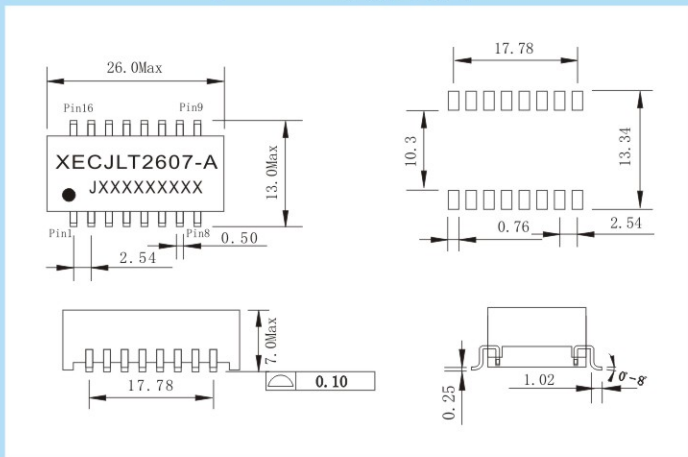 26.0Max
Pin16
Pin9
XECJLT2607-A
JXXXXXXXXX
13.0Max
Pin1
Pin8
0.50
2.54
17.78
10.3
13.34
0.76
2.54
7.0Max
17.78
0.10
0.25
1.02
0°-8°